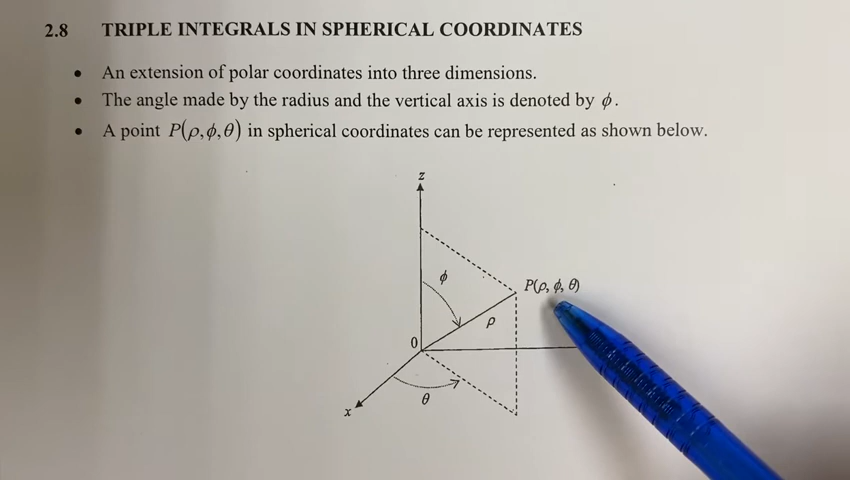 2.8 TRIPLE INTEGRALS IN SPHERICAL COORDINATES
• An extension of polar coordinates into three dimensions.
• The angle made by the radius and the vertical axis is denoted by ϕ.
• A point P(ρ,ϕ,θ) in spherical coordinates can be represented as shown below.
z
ϕ
P(ρ, ϕ, θ)
ρ
0
θ
x